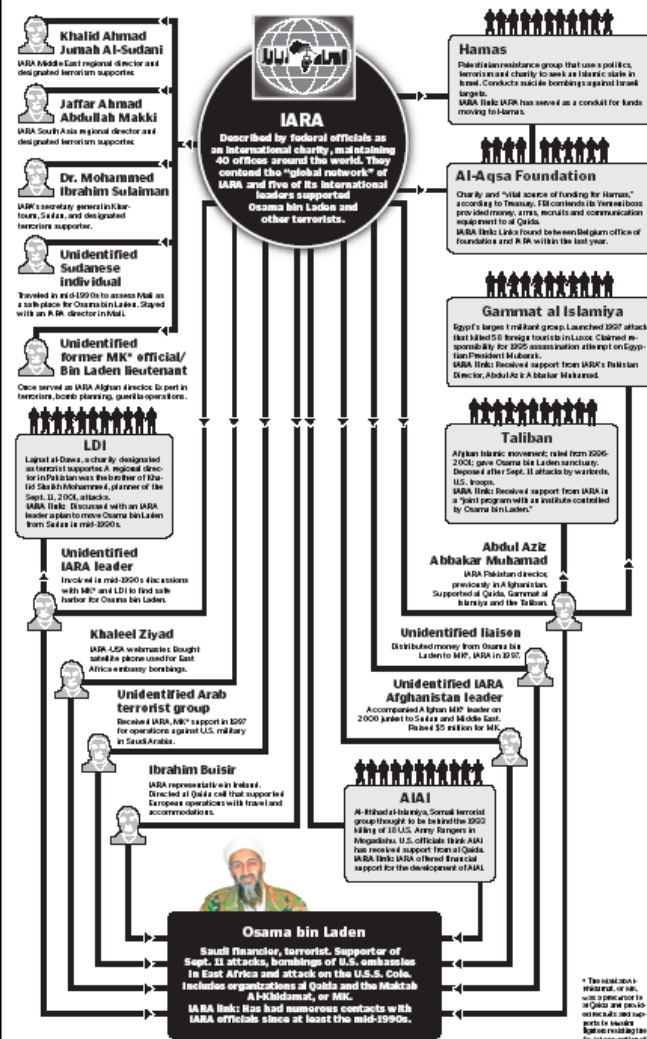 Khalid Ahmad
Jumah Al-Sudani
IARA Middle East regional director and
designated terrorism supporter.
Jaffar Ahmad
Abdullah Makki
IARA South Asia regional director and
designated terrorism supporter.
Dr. Mohammed
Ibrahim Sulaiman
IARA's secretary general in Khar-
toum, Sudan, and designated
terrorism supporter.
Unidentified
Sudanese
individual
Traveled in mid-1990s to assess Mali as
a safe place for Osama bin Laden. Stayed
with an IARA director in Mali.
Unidentified
former MK* official/
Bin Laden lieutenant
Once served as IARA Afghan director. Expert in
terrorism, bomb planning, guerilla operations.
IARA
Described by federal officials as
an international charity, maintaining
40 offices around the world. They
contend the "global network" of
IARA and five of its international
leaders supported
Osama bin Laden and
other terrorists.
Hamas
Palestinian resistance group that uses politics,
terrorism and charity to seek an Islamic state in
Israel. Conducts suicide bombings against Israeli
targets.
IARA link: IARA has served as a conduit for funds
moving to Hamas.
Al-Aqsa Foundation
Charity and "vital source of funding for Hamas,"
according to Treasury. FBI contends its Yemeni boss
provided money, arms, recruits and communication
equipment to al Qaida.
IARA link: Links found between Belgium office of
foundation and IARA within the last year.
Gammat al Islamiya
Egypt's largest militant group. Launched 1997 attack
that killed 58 foreign tourists in Luxor. Claimed re-
sponsibility for 1995 assassination attempt on Egyp-
tian President Mubarak.
IARA link: Received support from IARA's Pakistan
Director, Abdul Aziz Abbakar Muhamad.
Taliban
Afghan Islamic movement; ruled from 1996-
2001; gave Osama bin Laden sanctuary.
Deposed after Sept. 11 attacks by warlords,
U.S. troops.
IARA link: Received support from IARA in
a "joint program with an institute controlled
by Osama bin Laden."
LDI
Lajnat al-Dawa, a charity designated
as terrorist supporter. A regional direc-
tor in Pakistan was the brother of Kha-
lid Shaikh Mohammed, planner of the
Sept. 11, 2001, attacks.
IARA link: Discussed with an IARA
leader a plan to move Osama bin Laden
from Sudan in mid-1990s.
Unidentified
IARA leader
Involved in mid-1990s discussions
with MK* and LDI to find safe
harbor for Osama bin Laden.
Abdul Aziz
Abbakar Muhamad
IARA Pakistan director,
previously in Afghanistan.
Supported al Qaida, Gammat al
Islamiya and the Taliban.
Khaleel Ziyad
IARA-USA webmaster. Bought
satellite phone used for East
Africa embassy bombings.
Unidentified liaison
Distributed money from Osama bin
Laden to MK*, IARA in 1997.
Unidentified Arab
terrorist group
Received IARA, MK* support in 1997
for operations against U.S. military
in Saudi Arabia.
Unidentified IARA
Afghanistan leader
Accompanied Afghan MK* leader on
2000 junket to Sudan and Middle East.
Raised $5 million for MK.
Ibrahim Buisir
IARA representative in Ireland.
Directed al Qaida cell that supported
European operations with travel and
accommodations.
AIAI
Al-Ittihad al-Islamiya, Somali terrorist
group thought to be behind the 1993
killing of 18 U.S. Army Rangers in
Mogadishu. U.S. officials think AIAI
has received support from al Qaida.
IARA link: IARA offered financial
support for the development of AIAI.
Osama bin Laden
Saudi financier, terrorist. Supporter of
Sept. 11 attacks, bombings of U.S. embassies
in East Africa and attack on the U.S.S. Cole.
Includes organizations al Qaida and the Maktab
Al-Khidamat, or MK.
IARA link: Has had numerous contacts with
IARA officials since at least the mid-1990s.
* The Maktab Al-
Khidamat, or MK,
was a precursor to
al Qaida and provid-
ed recruits and sup-
ports to Muslim
fighters resisting the